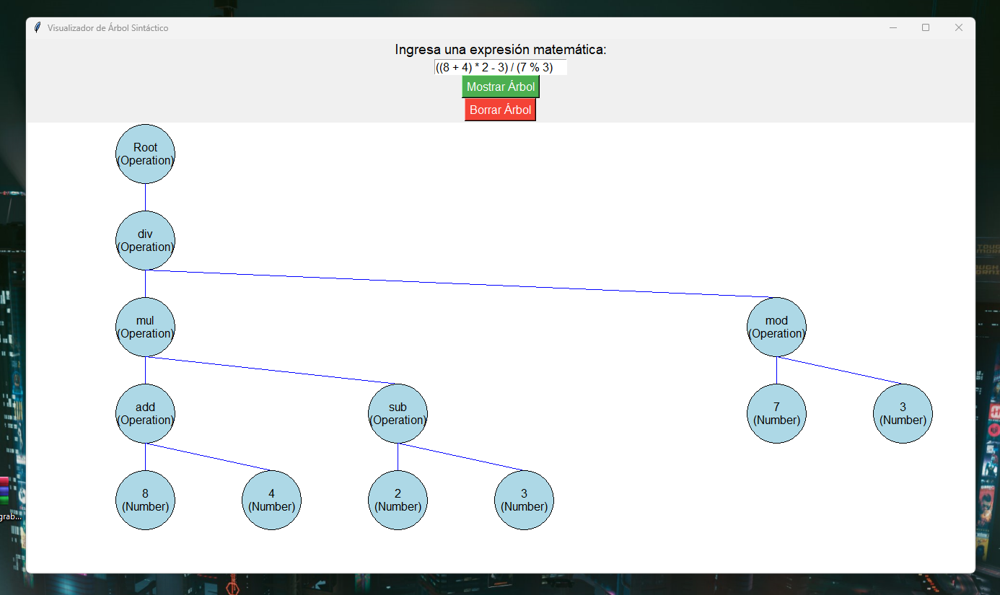 Visualizador de Árbol Sintáctico
Ingresa una expresión matemática:
((8 + 4) * 2 - 3) / (7 % 3)
Mostrar Árbol
Borrar Árbol
Root
(Operation)
div
(Operation)
mul
(Operation)
mod
(Operation)
add
(Operation)
sub
(Operation)
7
(Number)
3
(Number)
8
(Number)
4
(Number)
2
(Number)
3
(Number)
grab...